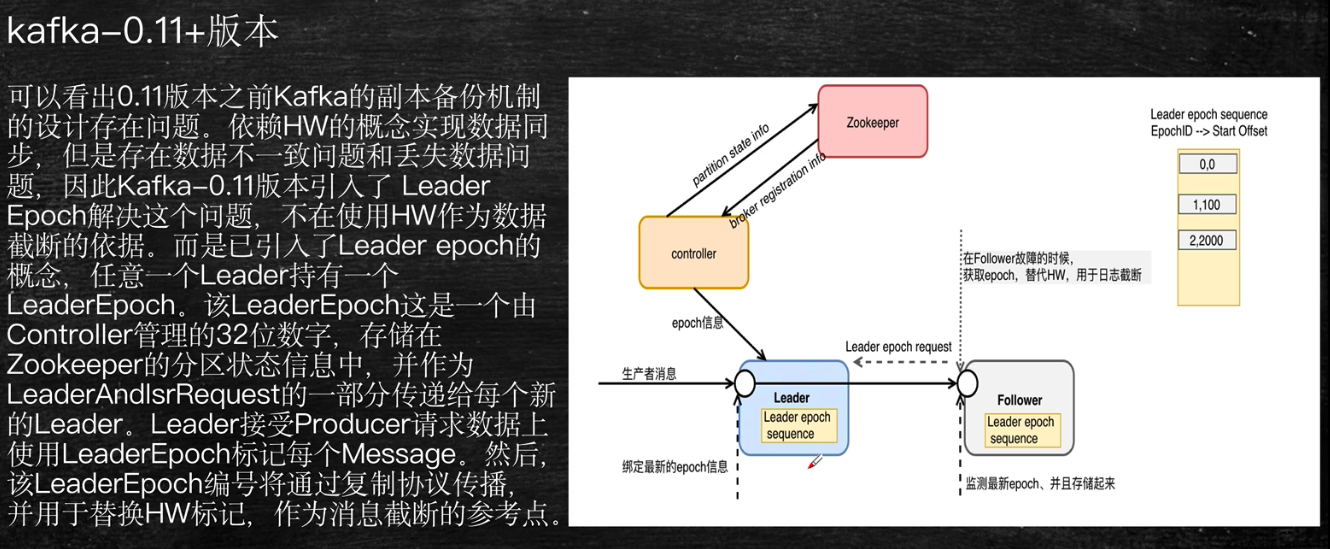 kafka-0.11+版本
可以看出0.11版本之前Kafka的副本备份机制
的设计存在问题。依赖HW的概念实现数据同
步，但是存在数据不一致问题和丢失数据问
题，因此Kafka-0.11版本引入了 Leader
Epoch解决这个问题，不在使用HW作为数据
截断的依据。而是已引入了Leader epoch的
概念，任意一个Leader持有一个
LeaderEpoch。该LeaderEpoch这是一个由
Controller管理的32位数字，存储在
Zookeeper的分区状态信息中，并作为
LeaderAndIsrRequest的一部分传递给每个新
的Leader。Leader接受Producer请求数据上
使用LeaderEpoch标记每个Message。然后，
该LeaderEpoch编号将通过复制协议传播，
并用于替换HW标记，作为消息截断的参考点。
Zookeeper
partition state info
broker registration info
controller
epoch信息
Leader epoch sequence
EpochID --> Start Offset
0,0
1,100
2,2000
在Follower故障的时候，
获取epoch，替代HW，用于日志截断
Leader epoch request
生产者消息
Leader
Leader epoch
sequence
Follower
Leader epoch
sequence
绑定最新的epoch信息
监测最新epoch、并且存储起来